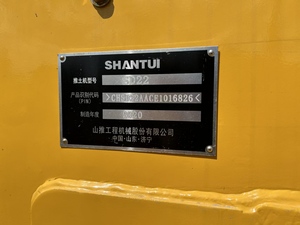 SHANTUI
推土机型号
SD22
产品识别代码
(PIN)
制造年度
山推工程机械股份有限公司
中国·山东·济宁